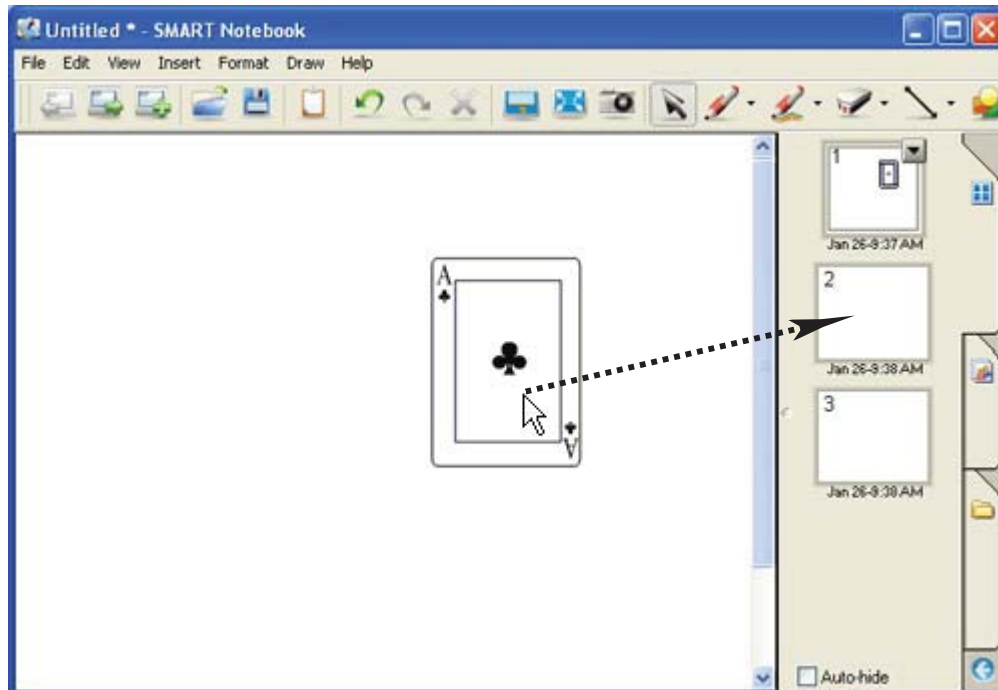 Untitled * - SMART Notebook
File Edit View Insert Format Draw Help
A
A
1
Jan 26-9:37 AM
2
Jan 26-9:38 AM
3
Jan 26-9:38 AM
Auto-hide